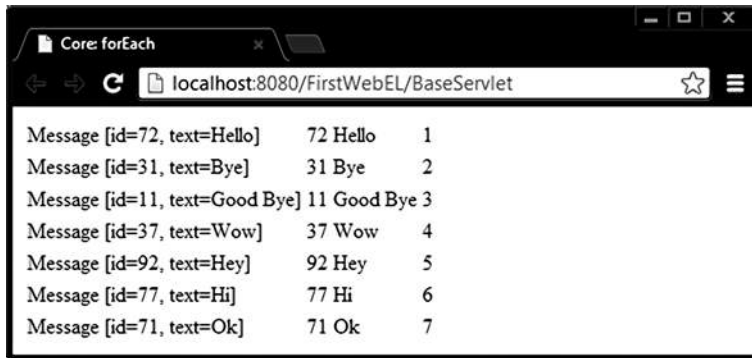 Core: forEach
localhost:8080/FirstWebEL/BaseServlet
Message [id=72, text=Hello] 72 Hello 1
Message [id=31, text=Bye] 31 Bye 2
Message [id=11, text=Good Bye] 11 Good Bye 3
Message [id=37, text=Wow] 37 Wow 4
Message [id=92, text=Hey] 92 Hey 5
Message [id=77, text=Hi] 77 Hi 6
Message [id=71, text=Ok] 71 Ok 7